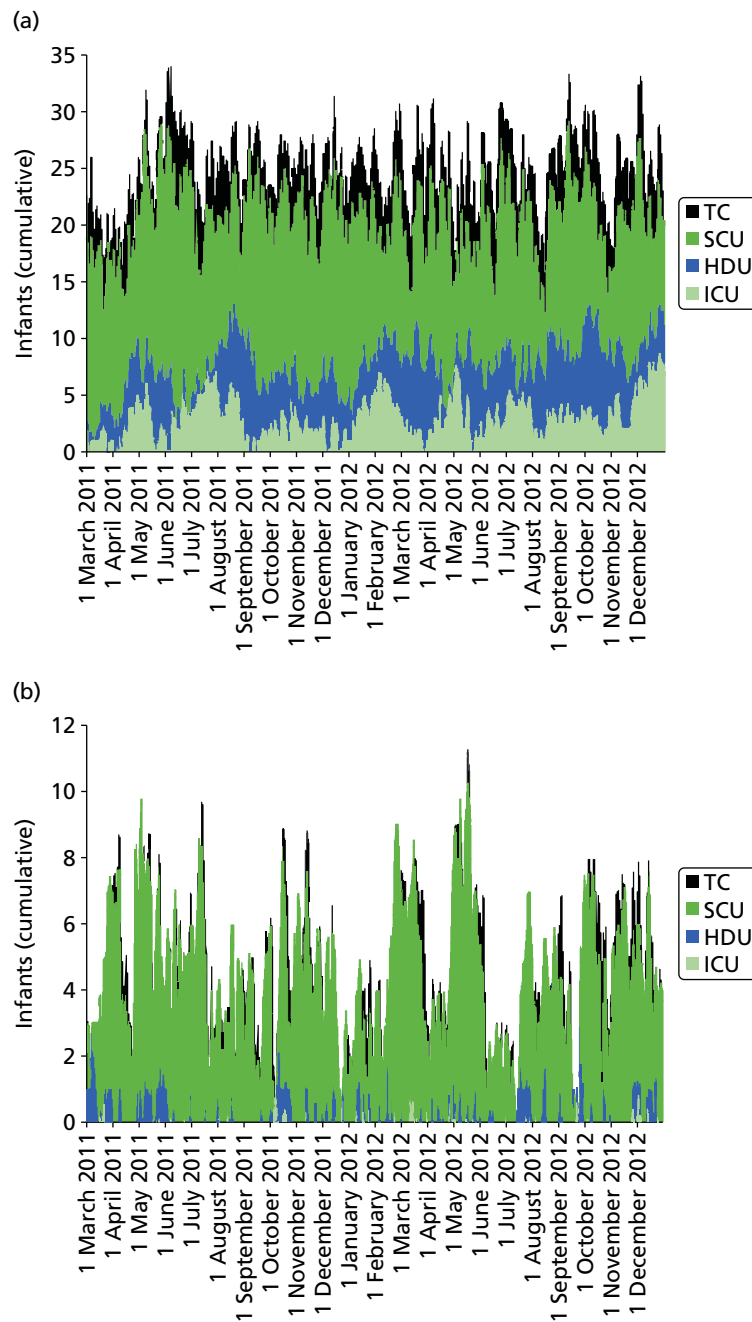 (a)
Infants (cumulative)
35
30
25
20
15
10
5
0
1 March 2011
1 April 2011
1 May 2011
1 June 2011
1 July 2011
1 August 2011
1 September 2011
1 October 2011
1 November 2011
1 December 2011
1 January 2012
1 February 2012
1 March 2012
1 April 2012
1 May 2012
1 June 2012
1 July 2012
1 August 2012
1 September 2012
1 October 2012
1 November 2012
1 December 2012
TC
SCU
HDU
ICU
(b)
Infants (cumulative)
12
10
8
6
4
2
0
1 March 2011
1 April 2011
1 May 2011
1 June 2011
1 July 2011
1 August 2011
1 September 2011
1 October 2011
1 November 2011
1 December 2011
1 January 2012
1 February 2012
1 March 2012
1 April 2012
1 May 2012
1 June 2012
1 July 2012
1 August 2012
1 September 2012
1 October 2012
1 November 2012
1 December 2012
TC
SCU
HDU
ICU